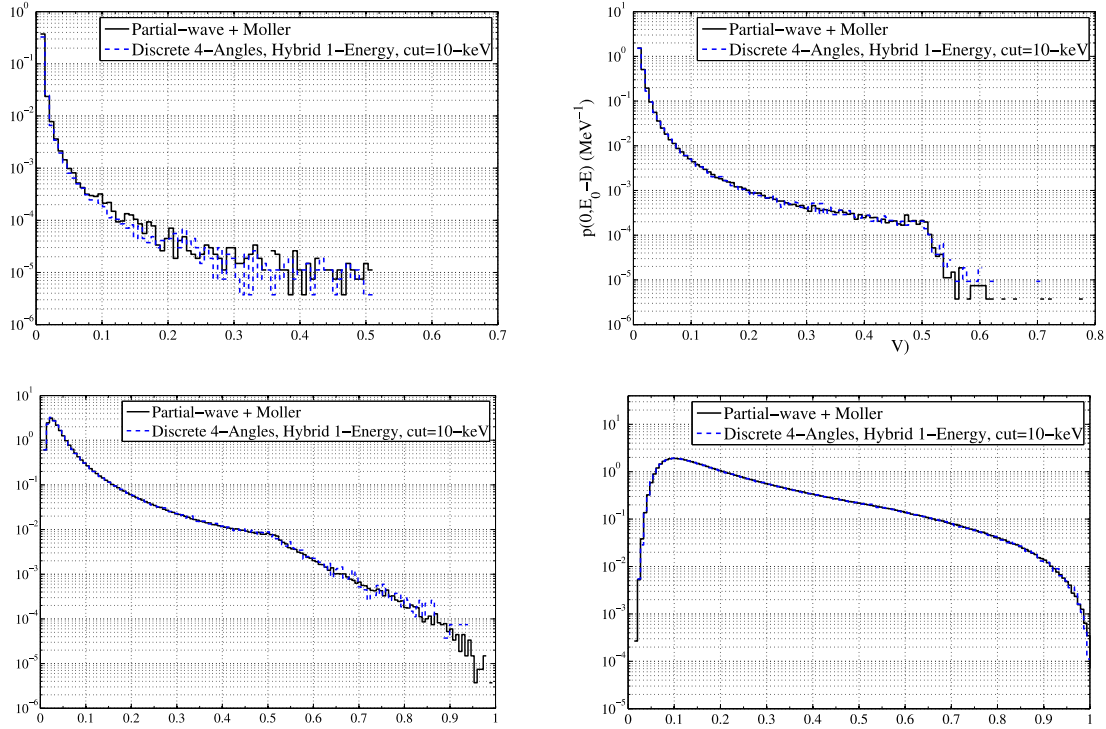 10^0
Partial-wave + Moller
Discrete 4-Angles, Hybrid 1-Energy, cut=10-keV
10^-1
10^-2
10^-3
10^-4
10^-5
10^-6
0 0.1 0.2 0.3 0.4 0.5 0.6 0.7
10^2
Partial-wave + Moller
Discrete 4-Angles, Hybrid 1-Energy, cut=10-keV
10^1
10^0
10^-1
10^-2
10^-3
10^-4
10^-5
10^-6
p(0,E_0-E) (MeV^-1)
0 0.1 0.2 0.3 0.4 0.5 0.6 0.7 0.8
V)
10^1
Partial-wave + Moller
Discrete 4-Angles, Hybrid 1-Energy, cut=10-keV
10^0
10^-1
10^-2
10^-3
10^-4
10^-5
10^-6
0 0.1 0.2 0.3 0.4 0.5 0.6 0.7 0.8 0.9 1
Partial-wave + Moller
Discrete 4-Angles, Hybrid 1-Energy, cut=10-keV
10^1
10^0
10^-1
10^-2
10^-3
10^-4
10^-5
0 0.1 0.2 0.3 0.4 0.5 0.6 0.7 0.8 0.9 1